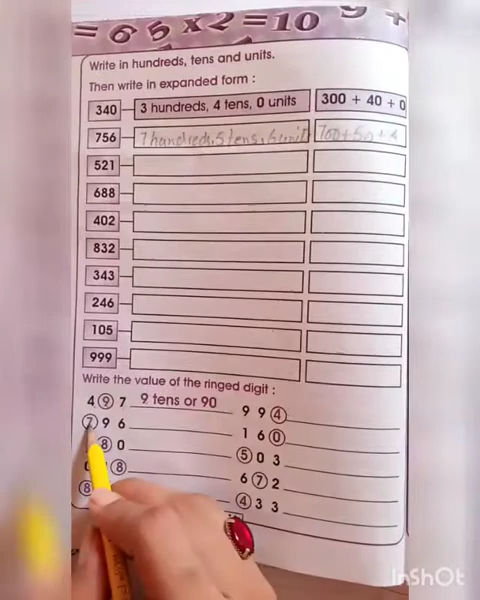 = 6 5 x 2 = 10 9 +
Write in hundreds, tens and units.
Then write in expanded form :
340 3 hundreds, 4 tens, 0 units 300 + 40 + 0
756 7 hundreds, 5 tens, 6 unit 700+50+
521
688
402
832
343
246
105
999
Write the value of the ringed digit :
4 9 7 9 tens or 90 9 9 4
7 9 6 1 6 0
8 0 5 0 3
8 6 7 2
8 4 3 3
InShOt